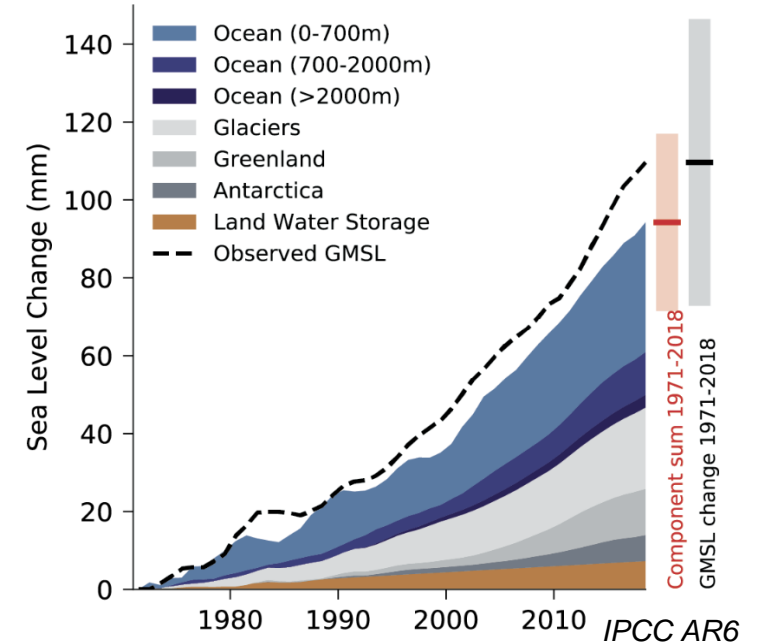 Sea Level Change (mm)
140
120
100
80
60
40
20
0
Ocean (0-700m)
Ocean (700-2000m)
Ocean (>2000m)
Glaciers
Greenland
Antarctica
Land Water Storage
Observed GMSL
Component sum 1971-2018
GMSL change 1971-2018
1980 1990 2000 2010
IPCC AR6